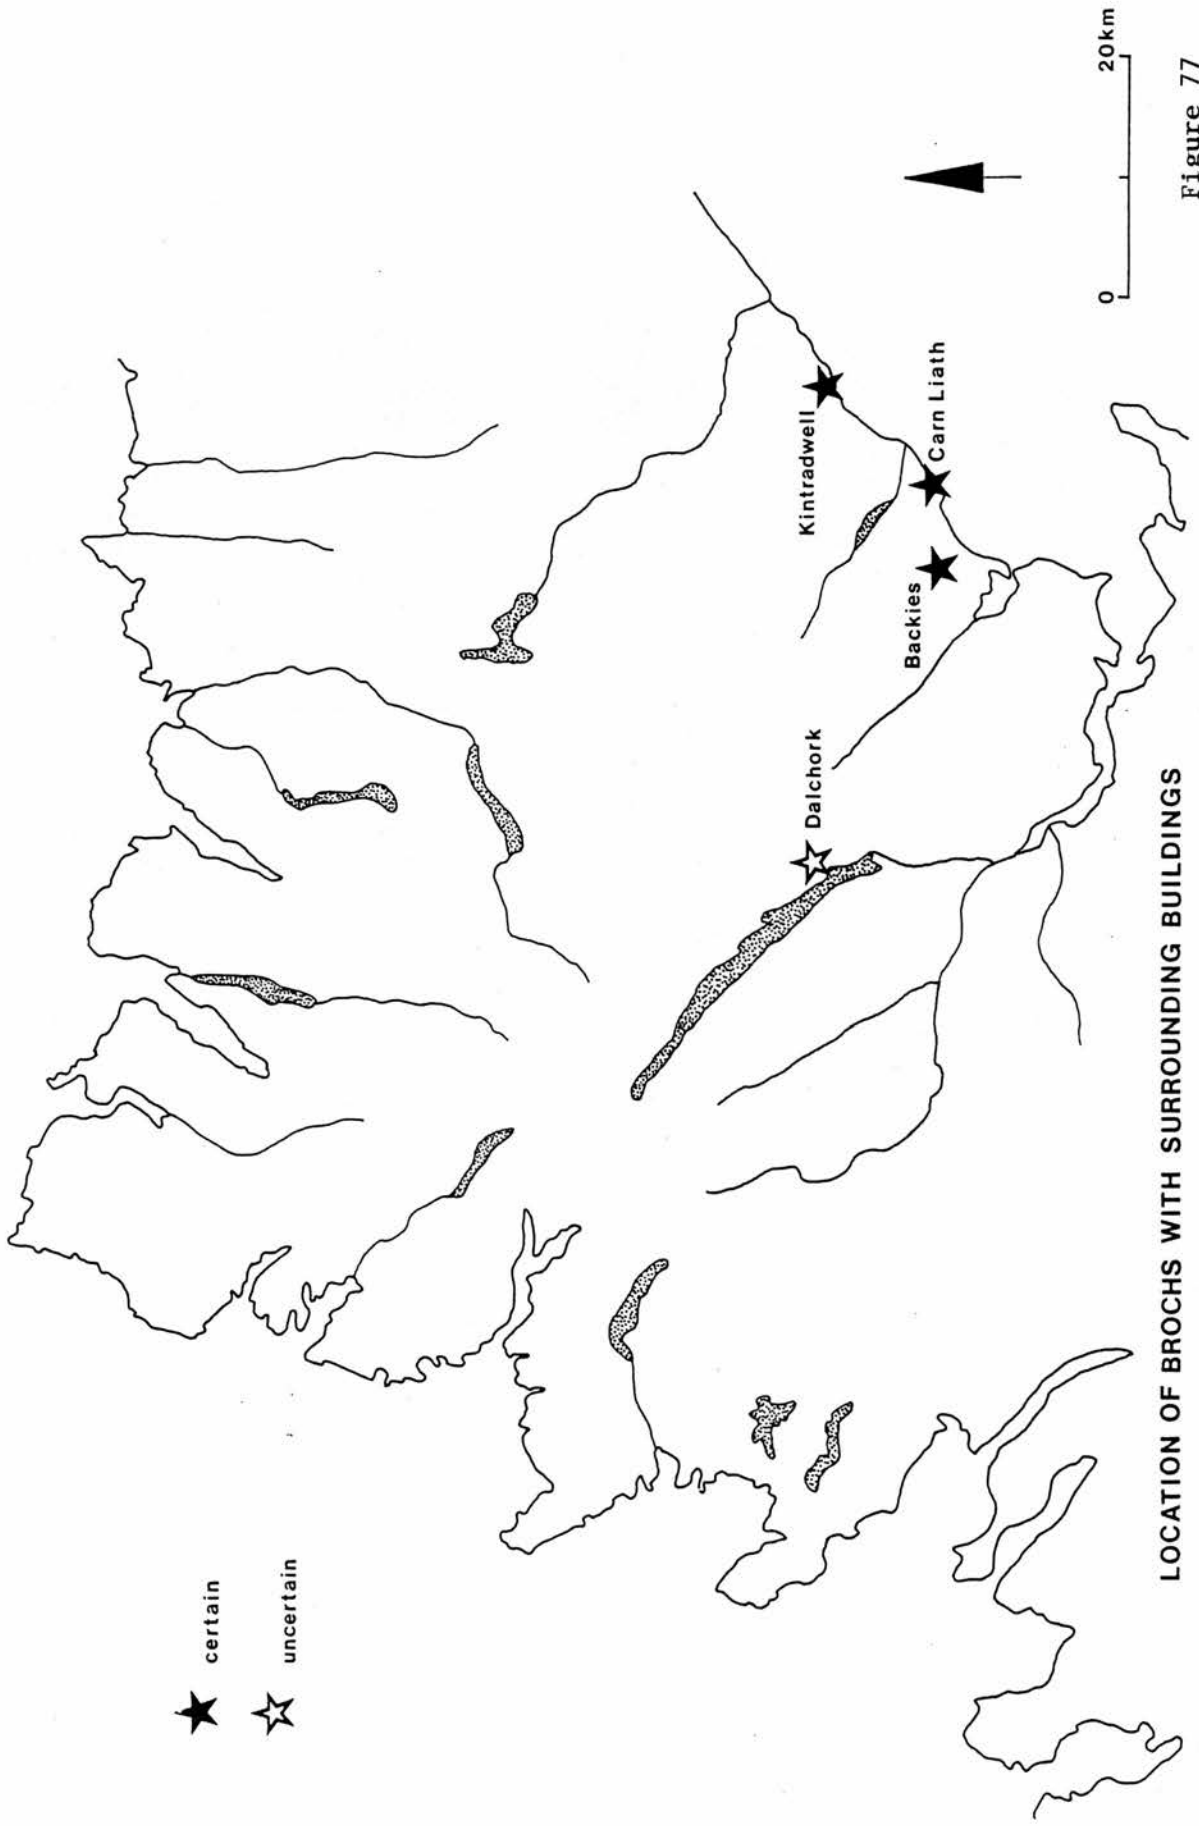 certain
uncertain
Dalchork
Backies
Kintradwell
Carn Liath
0 20km
LOCATION OF BROCHS WITH SURROUNDING BUILDINGS
Figure 77